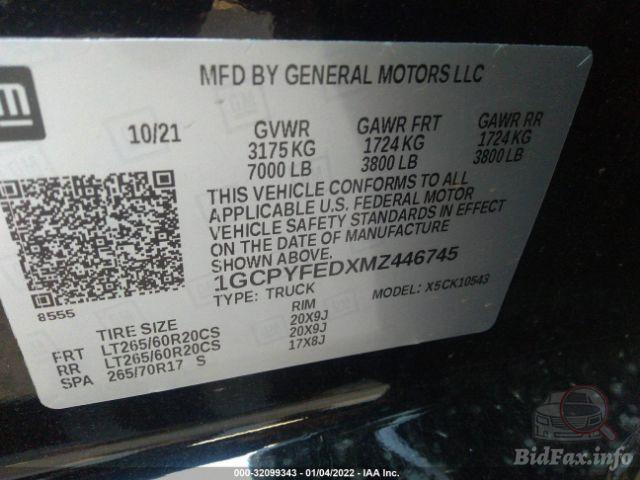 GM
MFD BY GENERAL MOTORS LLC
10/21 GVWR GAWR FRT GAWR RR
3175 KG 1724 KG 1724 KG
7000 LB 3800 LB 3800 LB
THIS VEHICLE CONFORMS TO ALL
APPLICABLE U.S. FEDERAL MOTOR
VEHICLE SAFETY STANDARDS IN EFFECT
ON THE DATE OF MANUFACTURE
SHOWN ABOVE.
1GCPYFEDXMZ446745
TYPE: TRUCK MODEL: X5CK10543
8555
TIRE SIZE RIM
FRT LT265/60R20CS 20X9J
RR LT265/60R20CS 20X9J
SPA 265/70R17 S 17X8J
BidFax.info
000-32099343 - 01/04/2022 - IAA Inc.